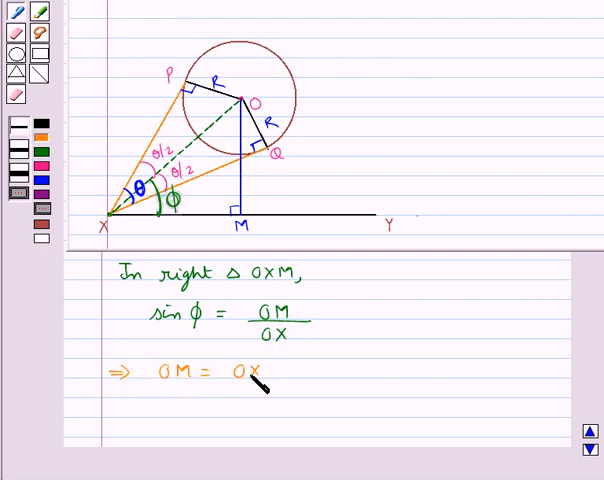 P
R
O
R
θ/2
Q
θ
θ/2
ϕ
X
M
Y
In right Δ OXM,
sin ϕ = OM
OX
⇒ OM = OX